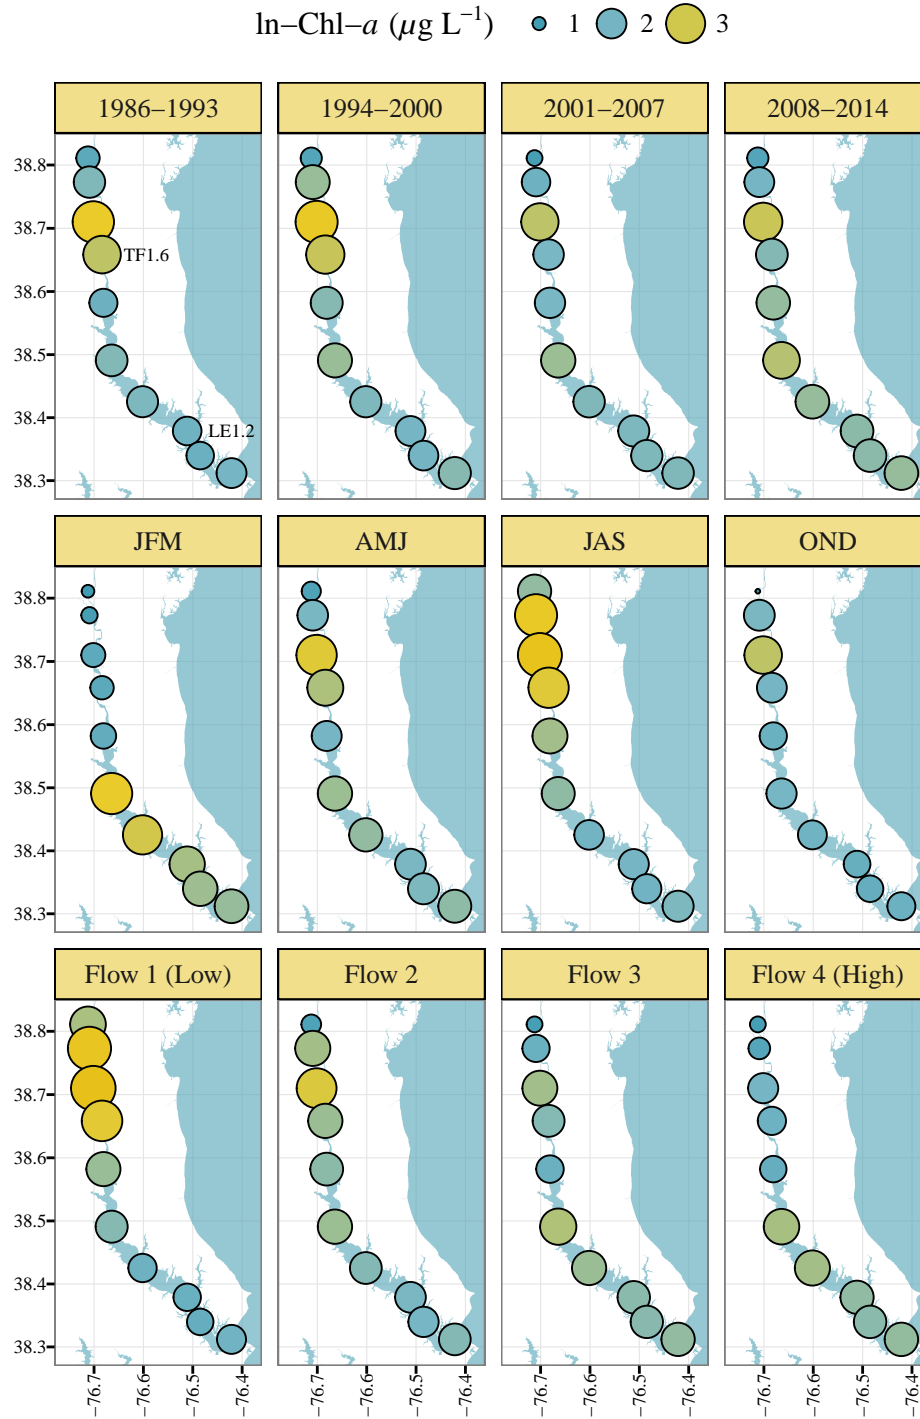 ln–Chl–a (µg L−1) 1 2 3
1986–1993 1994–2000 2001–2007 2008–2014
38.8
38.7
TF1.6
38.6
38.5
38.4
LE1.2
38.3
JFM AMJ JAS OND
38.8
38.7
38.6
38.5
38.4
38.3
Flow 1 (Low) Flow 2 Flow 3 Flow 4 (High)
38.8
38.7
38.6
38.5
38.4
38.3
−76.7 −76.6 −76.5 −76.4 −76.7 −76.6 −76.5 −76.4 −76.7 −76.6 −76.5 −76.4 −76.7 −76.6 −76.5 −76.4